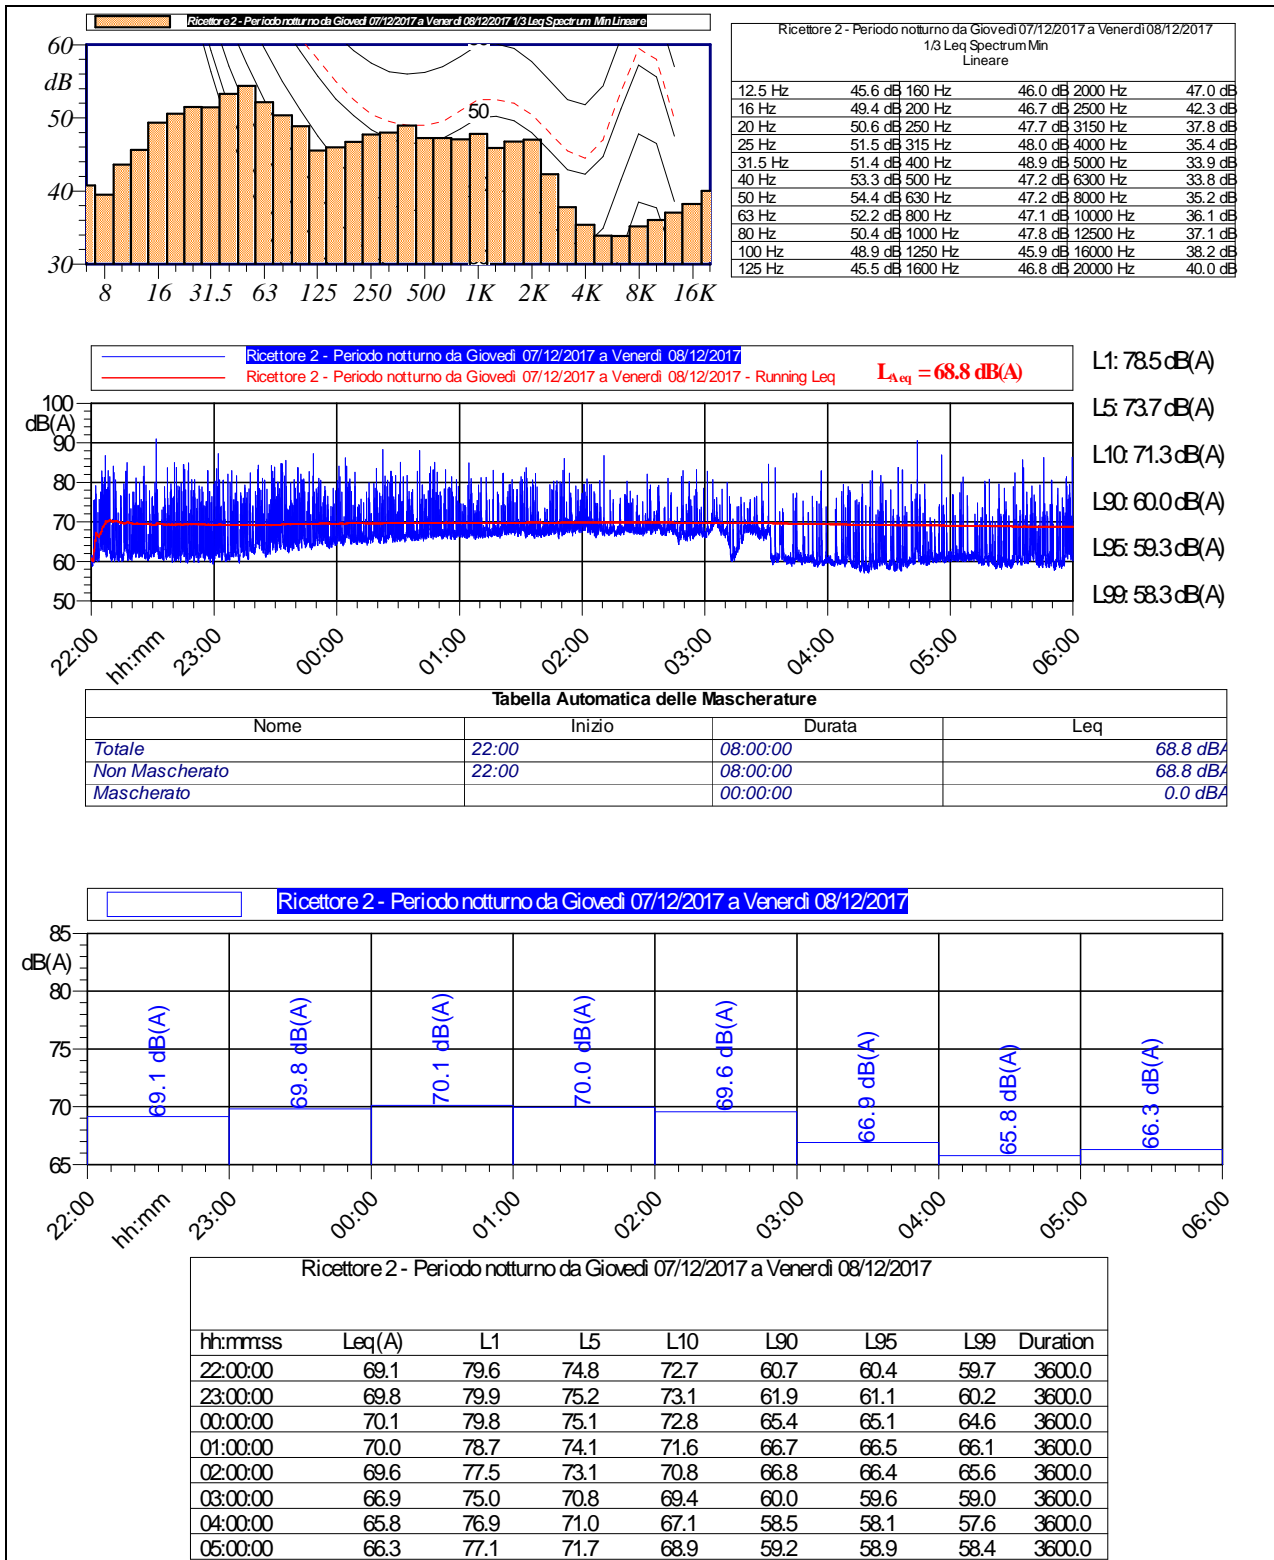 Ricettore 2 - Periodo notturno da Giovedì 07/12/2017 a Venerdì 08/12/2017 1/3 Leq Spectrum Min Lineare
60
dB
50
40
30
50
8 16 31.5 63 125 250 500 1K 2K 4K 8K 16K
Ricettore 2 - Periodo notturno da Giovedì 07/12/2017 a Venerdì 08/12/2017
1/3 Leq Spectrum Min
Lineare
12.5 Hz 45.6 dB 160 Hz 46.0 dB 2000 Hz 47.0 dB
16 Hz 49.4 dB 200 Hz 46.7 dB 2500 Hz 42.3 dB
20 Hz 50.6 dB 250 Hz 47.7 dB 3150 Hz 37.8 dB
25 Hz 51.5 dB 315 Hz 48.0 dB 4000 Hz 35.4 dB
31.5 Hz 51.4 dB 400 Hz 48.9 dB 5000 Hz 33.9 dB
40 Hz 53.3 dB 500 Hz 47.2 dB 6300 Hz 33.8 dB
50 Hz 54.4 dB 630 Hz 47.2 dB 8000 Hz 35.2 dB
63 Hz 52.2 dB 800 Hz 47.1 dB 10000 Hz 36.1 dB
80 Hz 50.4 dB 1000 Hz 47.8 dB 12500 Hz 37.1 dB
100 Hz 48.9 dB 1250 Hz 45.9 dB 16000 Hz 38.2 dB
125 Hz 45.5 dB 1600 Hz 46.8 dB 20000 Hz 40.0 dB
Ricettore 2 - Periodo notturno da Giovedì 07/12/2017 a Venerdì 08/12/2017
Ricettore 2 - Periodo notturno da Giovedì 07/12/2017 a Venerdì 08/12/2017 - Running Leq
LAeq = 68.8 dB(A)
L1: 78.5 dB(A)
L5: 73.7 dB(A)
L10: 71.3 dB(A)
L90: 60.0 dB(A)
L95: 59.3 dB(A)
L99: 58.3 dB(A)
100
dB(A)
90
80
70
60
50
22:00 hh:mm 23:00 00:00 01:00 02:00 03:00 04:00 05:00 06:00
Tabella Automatica delle Mascherature
Nome Inizio Durata Leq
Totale 22:00 08:00:00 68.8 dBA
Non Mascherato 22:00 08:00:00 68.8 dBA
Mascherato 00:00:00 0.0 dBA
Ricettore 2 - Periodo notturno da Giovedì 07/12/2017 a Venerdì 08/12/2017
85
dB(A)
80
75
70
65
69.1 dB(A)
69.8 dB(A)
70.1 dB(A)
70.0 dB(A)
69.6 dB(A)
66.9 dB(A)
65.8 dB(A)
66.3 dB(A)
22:00 hh:mm 23:00 00:00 01:00 02:00 03:00 04:00 05:00 06:00
Ricettore 2 - Periodo notturno da Giovedì 07/12/2017 a Venerdì 08/12/2017
hh:mm:ss Leq(A) L1 L5 L10 L90 L95 L99 Duration
22:00:00 69.1 79.6 74.8 72.7 60.7 60.4 59.7 3600.0
23:00:00 69.8 79.9 75.2 73.1 61.9 61.1 60.2 3600.0
00:00:00 70.1 79.8 75.1 72.8 65.4 65.1 64.6 3600.0
01:00:00 70.0 78.7 74.1 71.6 66.7 66.5 66.1 3600.0
02:00:00 69.6 77.5 73.1 70.8 66.8 66.4 65.6 3600.0
03:00:00 66.9 75.0 70.8 69.4 60.0 59.6 59.0 3600.0
04:00:00 65.8 76.9 71.0 67.1 58.5 58.1 57.6 3600.0
05:00:00 66.3 77.1 71.7 68.9 59.2 58.9 58.4 3600.0